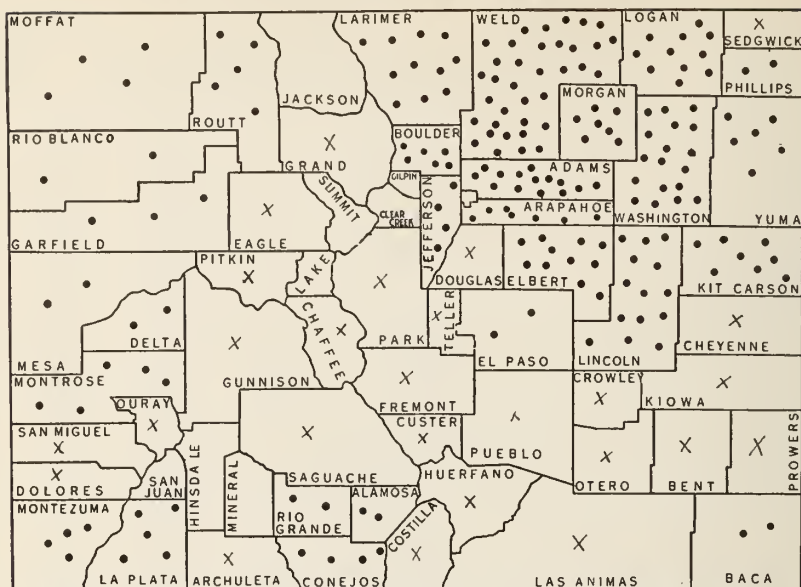 MOFFAT
LARIMER
WELD
LOGAN
SEDGWICK
PHILLIPS
MORGAN
JACKSON
ROUTT
RIO BLANCO
BOULDER
GRAND
GILPIN
ADAMS
SUMMIT
CLEAR CREEK
JEFFERSON
ARAPAHOE
WASHINGTON
YUMA
GARFIELD
EAGLE
PITKIN
LAKE
DOUGLAS
ELBERT
KIT CARSON
CHAFFEE
PARK
TELLER
DELTA
MESA
EL PASO
LINCOLN
CHEYENNE
MONTROSE
GUNNISON
CROWLEY
KIOWA
OURAY
FREMONT
CUSTER
SAN MIGUEL
PUEBLO
PROWERS
DOLORES
SAN JUAN
HINSDALE
MINERAL
SAGUACHE
HUERFANO
OTERO
BENT
MONTEZUMA
RIO GRANDE
ALAMOSA
COSTILLA
LA PLATA
ARCHULETA
CONEJOS
LAS ANIMAS
BACA